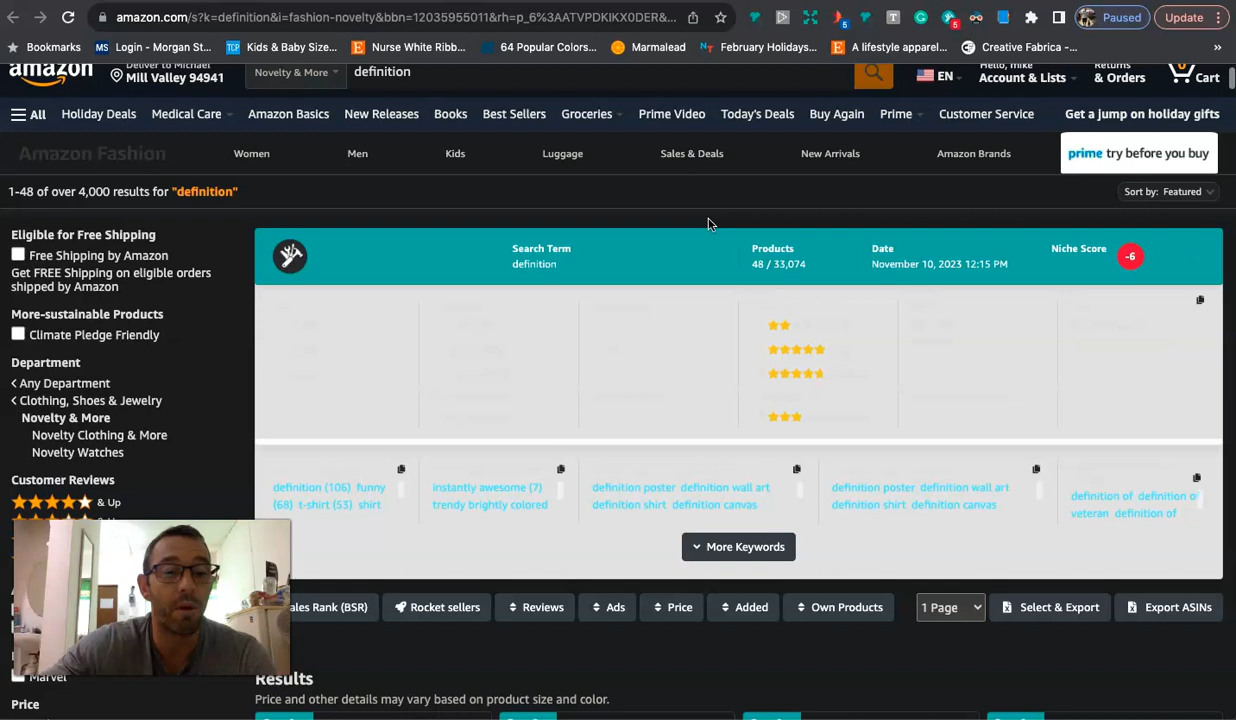 amazon.com/s?k=definition&i=fashion-novelty&bbn=12035955011&rh=p_6%3AATVPDKIKX0DER&...
5
5
Paused
Update
Bookmarks
Login - Morgan St...
Kids & Baby Size...
Nurse White Ribb...
64 Popular Colors...
Marmalead
February Holidays...
A lifestyle apparel...
Creative Fabrica -...
»
amazon
Deliver to Michael
Mill Valley 94941
Novelty & More
definition
EN
Hello, mike
Account & Lists
Returns
& Orders
0
Cart
All
Holiday Deals
Medical Care
Amazon Basics
New Releases
Books
Best Sellers
Groceries
Prime Video
Today's Deals
Buy Again
Prime
Customer Service
Get a jump on holiday gifts
Amazon Fashion
Women
Men
Kids
Luggage
Sales & Deals
New Arrivals
Amazon Brands
prime try before you buy
1-48 of over 4,000 results for "definition"
Sort by: Featured
Eligible for Free Shipping
Free Shipping by Amazon
Get FREE Shipping on eligible orders
shipped by Amazon
More-sustainable Products
Climate Pledge Friendly
Department
Any Department
Clothing, Shoes & Jewelry
Novelty & More
Novelty Clothing & More
Novelty Watches
Customer Reviews
& Up
Marvel
Price
Search Term
definition
Products
48 / 33,074
Date
November 10, 2023 12:15 PM
Niche Score
-6
definition (106) funny
(68) t-shirt (53) shirt
instantly awesome (7)
trendy brightly colored
definition poster definition wall art
definition shirt definition canvas
definition poster definition wall art
definition shirt definition canvas
definition of definition of
veteran definition of
More Keywords
Sales Rank (BSR)
Rocket sellers
Reviews
Ads
Price
Added
Own Products
1 Page
Select & Export
Export ASINs
Results
Price and other details may vary based on product size and color.